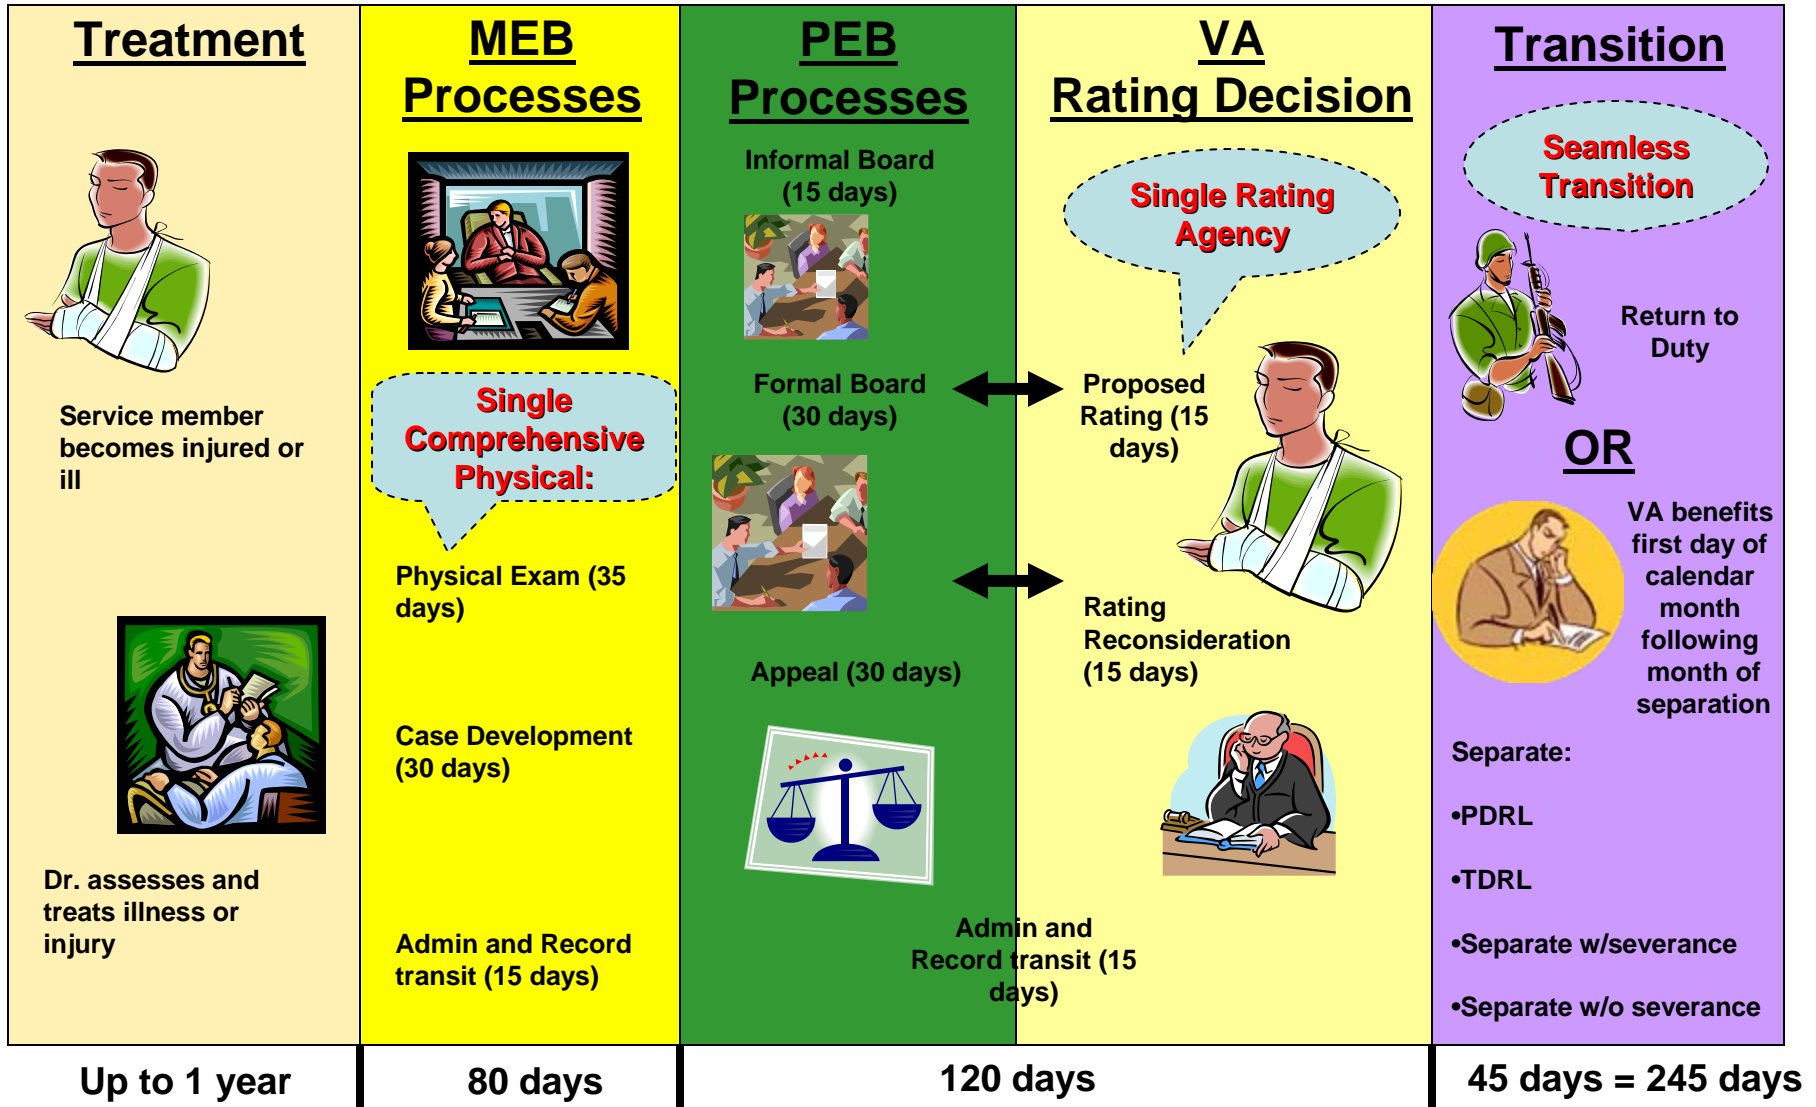 Treatment
Service member
becomes injured or
ill
Dr. assesses and
treats illness or
injury
Up to 1 year
MEB
Processes
Single
Comprehensive
Physical:
Physical Exam (35
days)
Case Development
(30 days)
Admin and Record
transit (15 days)
80 days
PEB
Processes
Informal Board
(15 days)
Formal Board
(30 days)
Appeal (30 days)
VA
Rating Decision
Single Rating
Agency
Proposed
Rating (15
days)
Rating
Reconsideration
(15 days)
Admin and
Record transit (15
days)
120 days
Transition
Seamless
Transition
Return to
Duty
OR
VA benefits
first day of
calendar
month
following
month of
separation
Separate:
•PDRL
•TDRL
•Separate w/severance
•Separate w/o severance
45 days = 245 days